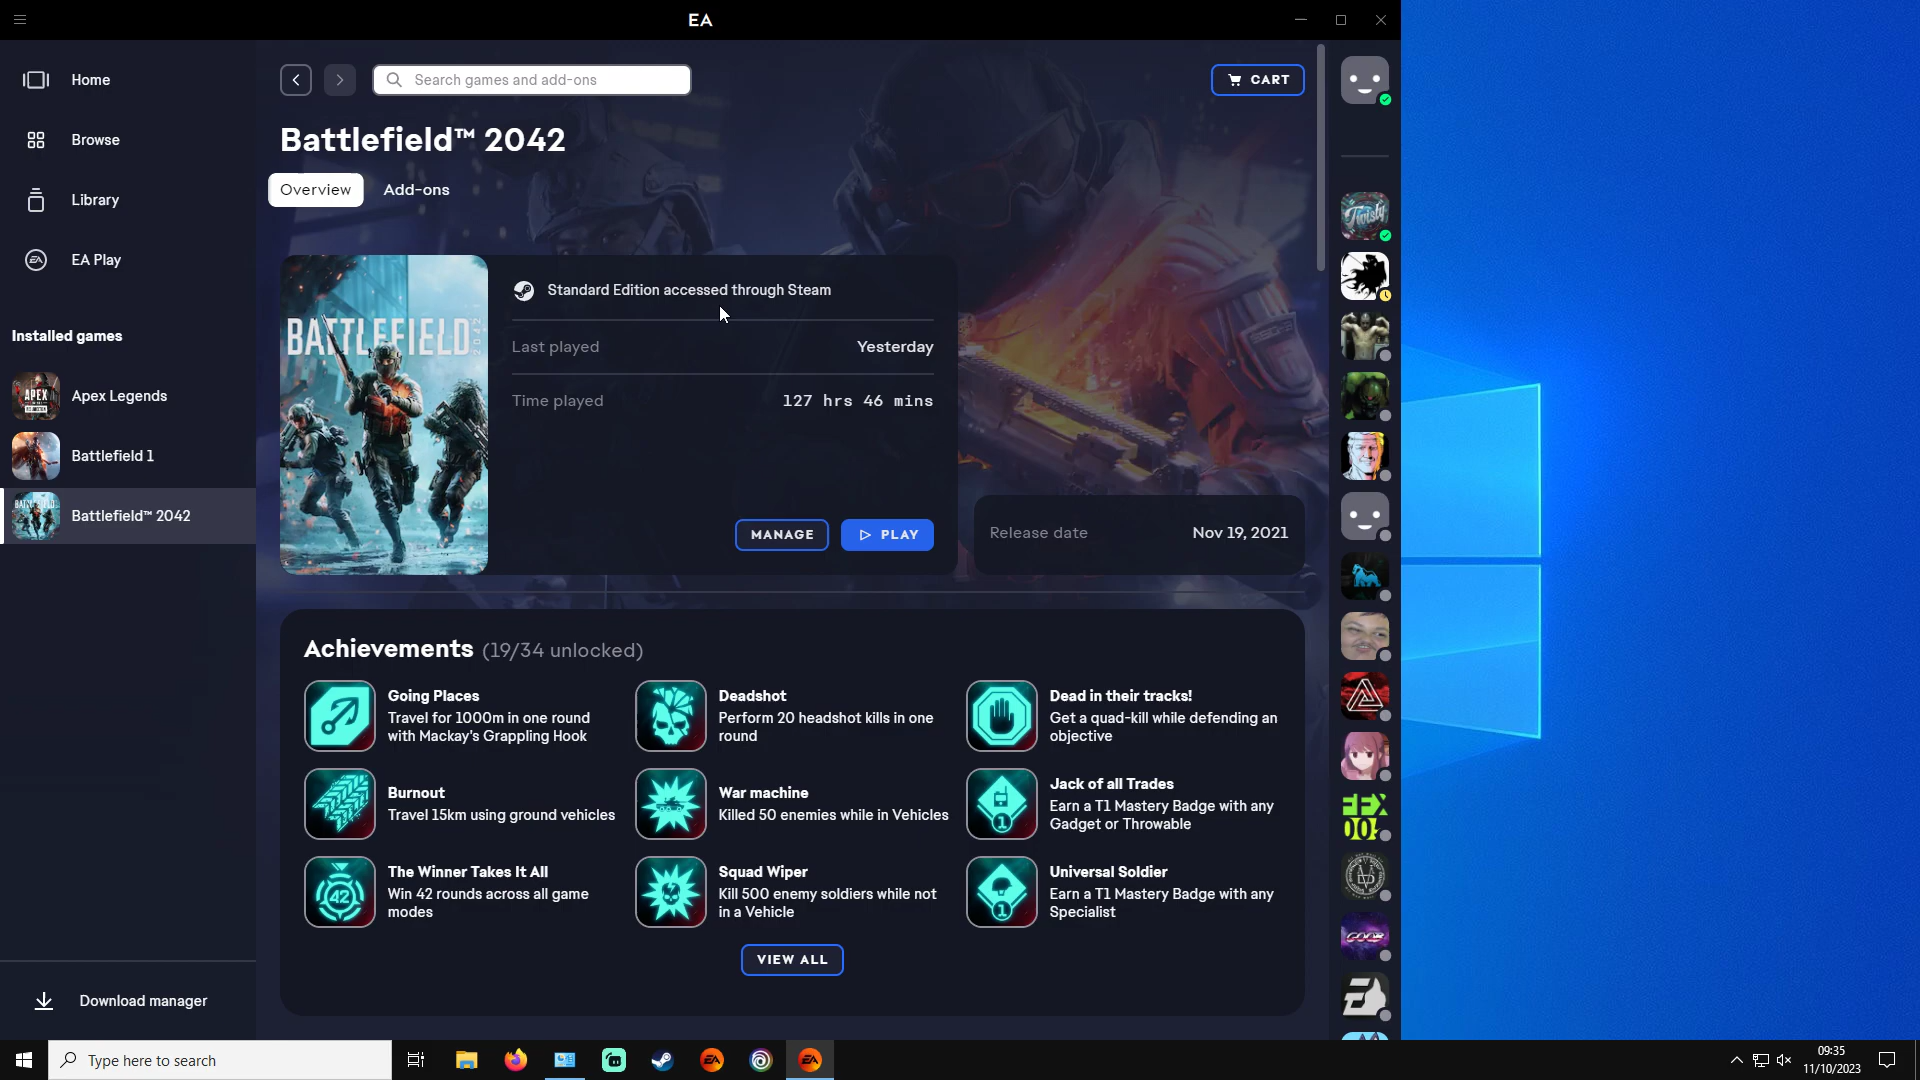 EA
Home
Browse
Library
EA Play
Installed games
Apex Legends
Battlefield 1
Battlefield™ 2042
Download manager
Search games and add-ons
CART
Battlefield™ 2042
Overview
Add-ons
BATTLEFIELD 2042
Standard Edition accessed through Steam
Last played
Yesterday
Time played
127 hrs 46 mins
MANAGE
PLAY
Release date
Nov 19, 2021
Achievements (19/34 unlocked)
Going Places
Travel for 1000m in one round
with Mackay's Grappling Hook
Deadshot
Perform 20 headshot kills in one
round
Dead in their tracks!
Get a quad-kill while defending an
objective
Burnout
Travel 15km using ground vehicles
War machine
Killed 50 enemies while in Vehicles
Jack of all Trades
Earn a T1 Mastery Badge with any
Gadget or Throwable
The Winner Takes It All
Win 42 rounds across all game
modes
Squad Wiper
Kill 500 enemy soldiers while not
in a Vehicle
Universal Soldier
Earn a T1 Mastery Badge with any
Specialist
VIEW ALL
Twisty
Type here to search
09:35
11/10/2023